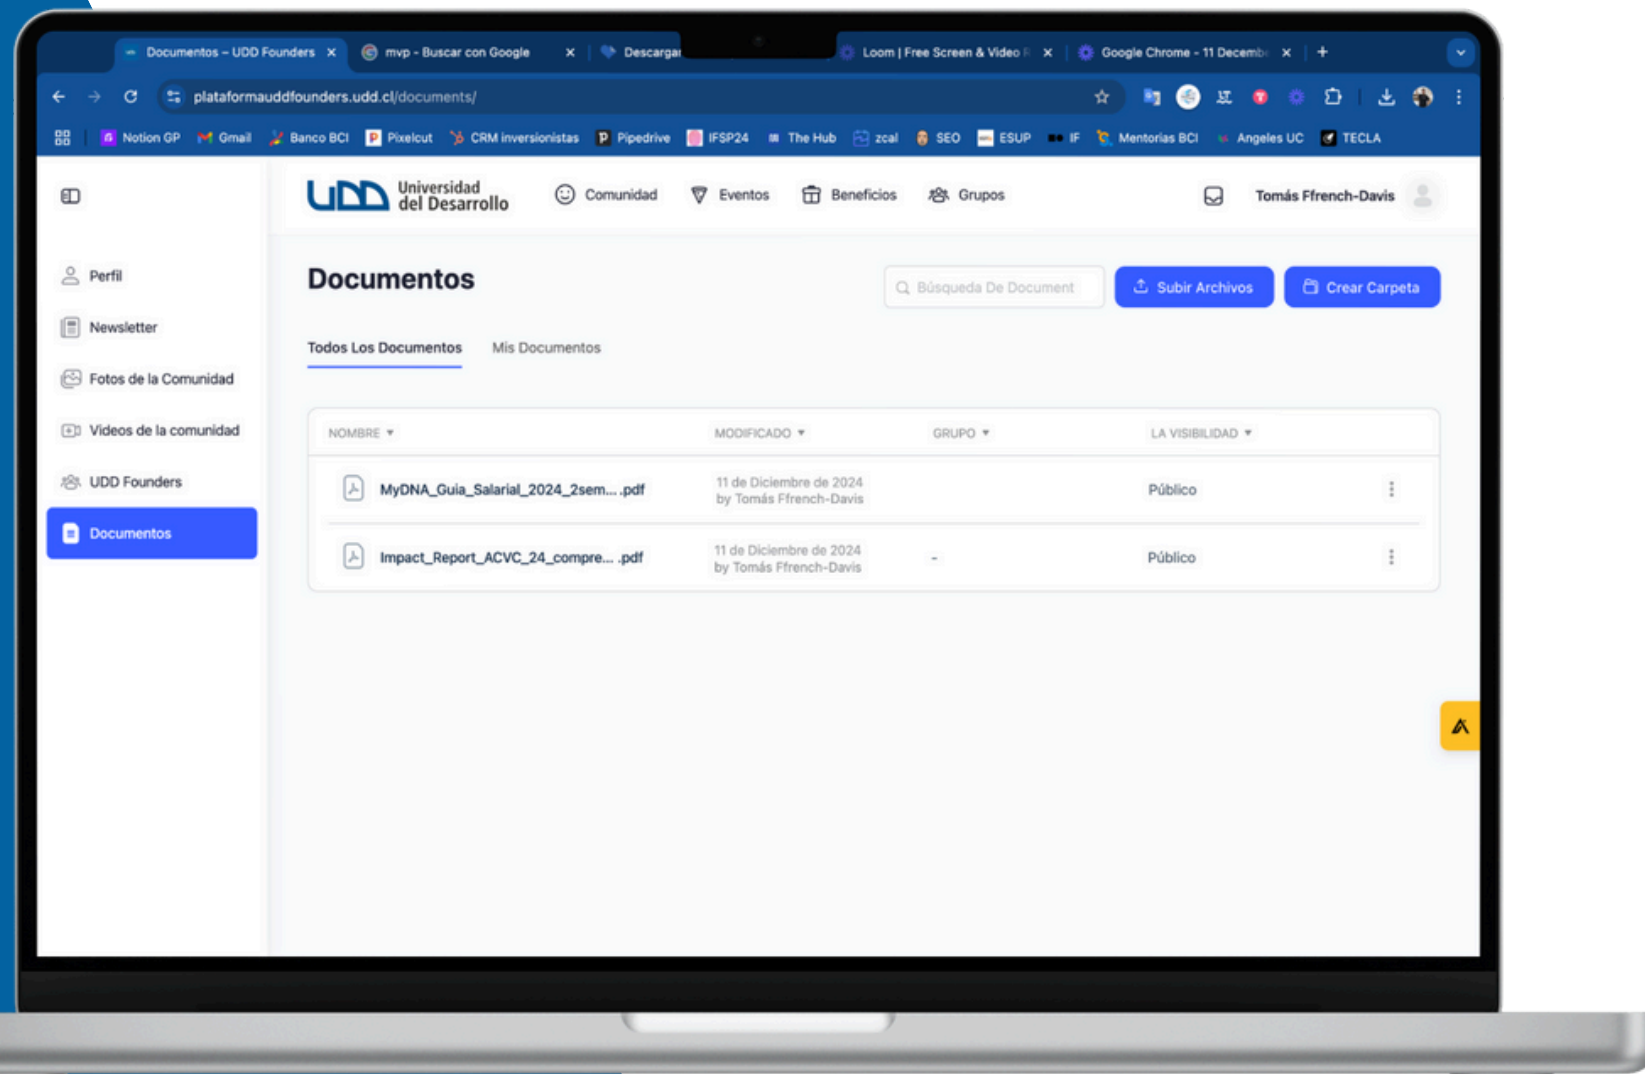 Documentos – UDD Founders
mvp - Buscar con Google
Descargar
Loom | Free Screen & Video R
Google Chrome - 11 Decembe
plataformauddfounders.udd.cl/documents/
Notion GP
Gmail
Banco BCI
Pixelcut
CRM inversionistas
Pipedrive
IFSP24
The Hub
zcal
SEO
ESUP
IF
Mentorias BCI
Angeles UC
TECLA
UDD Universidad
del Desarrollo
Comunidad
Eventos
Beneficios
Grupos
Tomás Ffrench-Davis
Perfil
Newsletter
Fotos de la Comunidad
Videos de la comunidad
UDD Founders
Documentos
Documentos
Búsqueda De Document
Subir Archivos
Crear Carpeta
Todos Los Documentos
Mis Documentos
NOMBRE
MODIFICADO
GRUPO
LA VISIBILIDAD
MyDNA_Guia_Salarial_2024_2sem... .pdf
11 de Diciembre de 2024
by Tomás Ffrench-Davis
Público
Impact_Report_ACVC_24_compre... .pdf
11 de Diciembre de 2024
by Tomás Ffrench-Davis
-
Público